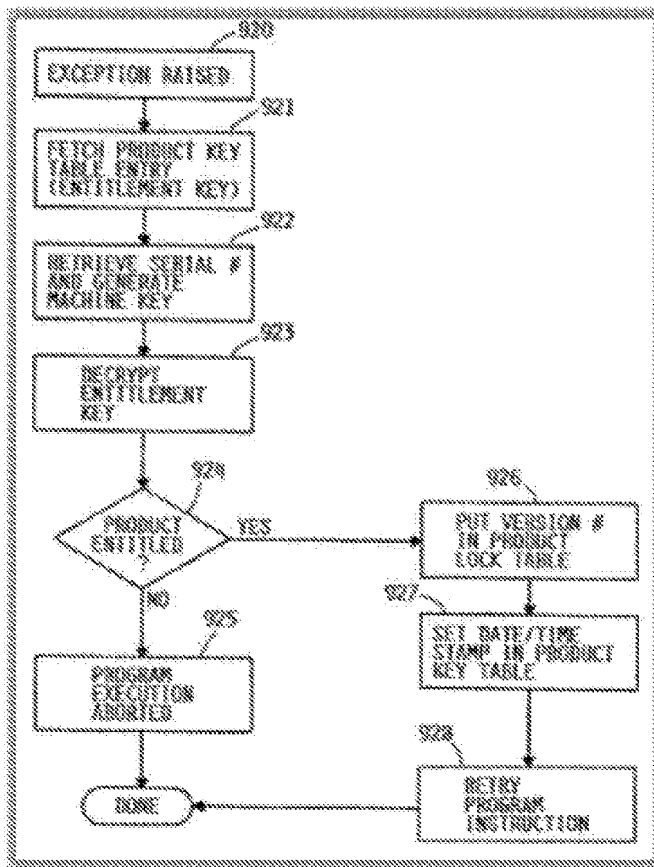 920
EXCEPTION RAISED
921
FETCH PRODUCT KEY
TABLE ENTRY
(ENTITLEMENT KEY)
922
RETRIEVE SERIAL #
AND GENERATE
MACHINE KEY
923
DECRYPT
ENTITLEMENT
KEY
924
PRODUCT
ENTITLED
?
YES
NO
925
PROGRAM
EXECUTION
ABORTED
926
PUT VERSION #
IN PRODUCT
LOCK TABLE
927
SET DATE/TIME
STAMP IN PRODUCT
KEY TABLE
928
RETRY
PROGRAM
INSTRUCTION
DONE